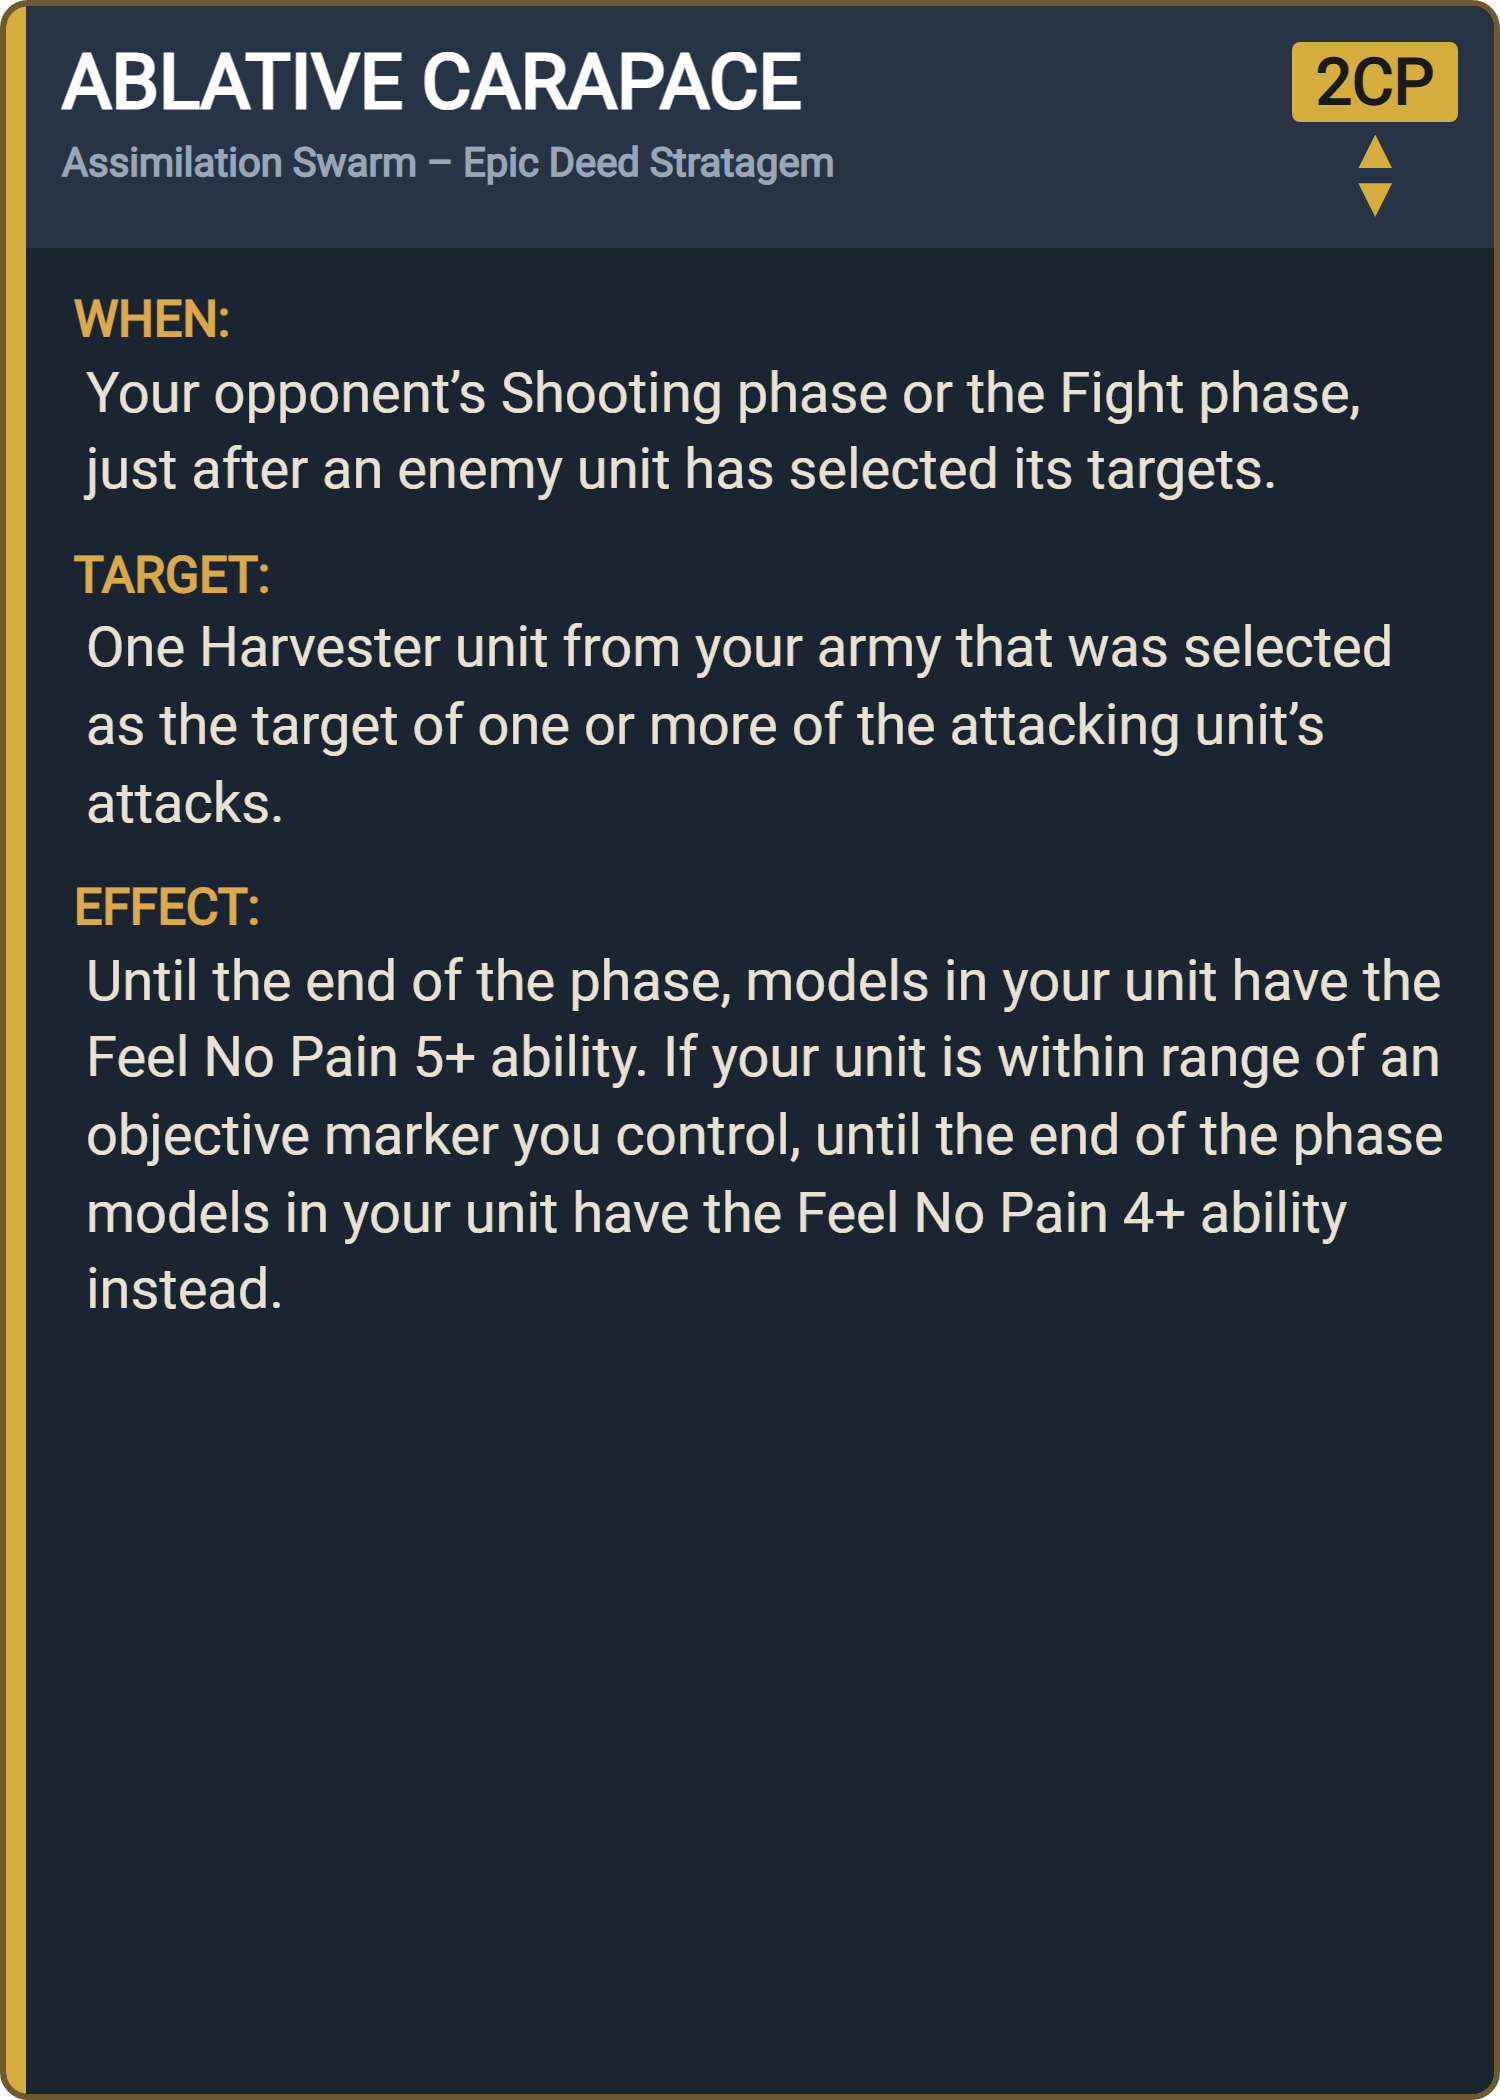 ABLATIVE CARAPACE
2CP
Assimilation Swarm – Epic Deed Stratagem
WHEN:
Your opponent’s Shooting phase or the Fight phase,
just after an enemy unit has selected its targets.
TARGET:
One Harvester unit from your army that was selected
as the target of one or more of the attacking unit’s
attacks.
EFFECT:
Until the end of the phase, models in your unit have the
Feel No Pain 5+ ability. If your unit is within range of an
objective marker you control, until the end of the phase
models in your unit have the Feel No Pain 4+ ability
instead.